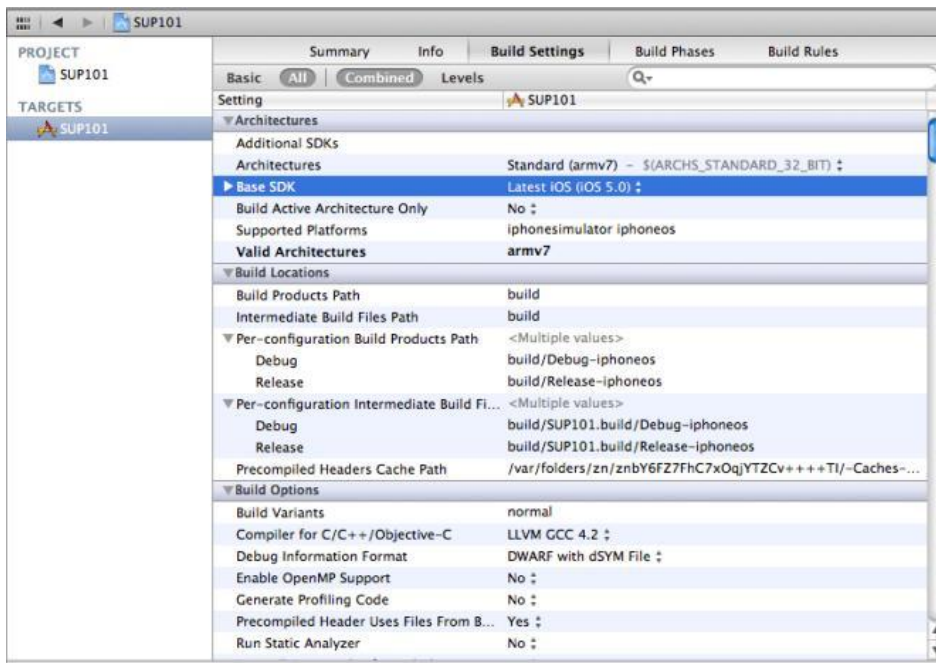 SUP101
PROJECT
SUP101
TARGETS
SUP101
Summary Info Build Settings Build Phases Build Rules
Basic All Combined Levels
Setting SUP101
Architectures
Additional SDKs
Architectures Standard (armv7) – $(ARCHS_STANDARD_32_BIT)
Base SDK Latest iOS (iOS 5.0)
Build Active Architecture Only No
Supported Platforms iphonesimulator iphoneos
Valid Architectures armv7
Build Locations
Build Products Path build
Intermediate Build Files Path build
Per-configuration Build Products Path <Multiple values>
Debug build/Debug-iphoneos
Release build/Release-iphoneos
Per-configuration Intermediate Build Fi... <Multiple values>
Debug build/SUP101.build/Debug-iphoneos
Release build/SUP101.build/Release-iphoneos
Precompiled Headers Cache Path /var/folders/zn/znbY6FZ7FhC7xOqjYTZCv++++TI/-Caches-...
Build Options
Build Variants normal
Compiler for C/C++/Objective-C LLVM GCC 4.2
Debug Information Format DWARF with dSYM File
Enable OpenMP Support No
Generate Profiling Code No
Precompiled Header Uses Files From B... Yes
Run Static Analyzer No